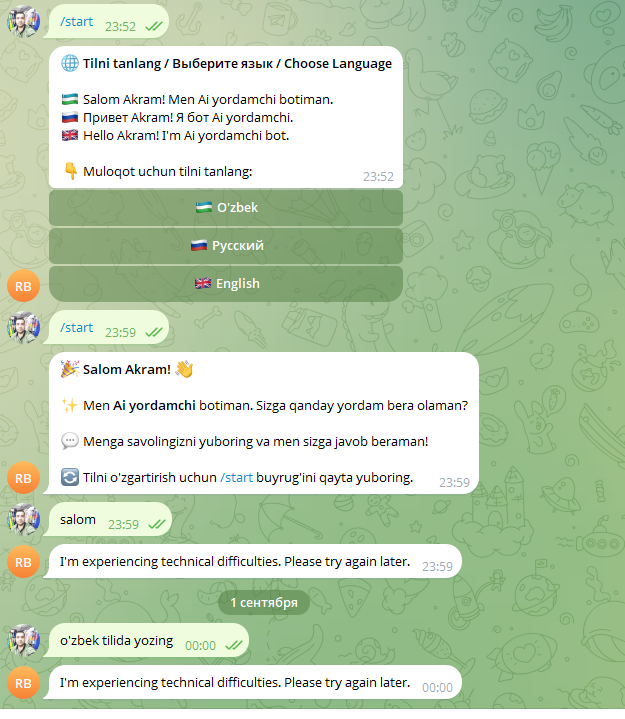 /start 23:52
Tilni tanlang / Выберите язык / Choose Language
Salom Akram! Men Ai yordamchi botiman.
Привет Akram! Я бот Ai yordamchi.
Hello Akram! I'm Ai yordamchi bot.
Muloqot uchun tilni tanlang:
23:52
O'zbek
Русский
English
RB
/start 23:59
Salom Akram!
Men Ai yordamchi botiman. Sizga qanday yordam bera olaman?
Menga savolingizni yuboring va men sizga javob beraman!
Tilni o'zgartirish uchun /start buyrug'ini qayta yuboring. 23:59
RB
salom 23:59
RB
I'm experiencing technical difficulties. Please try again later. 23:59
1 сентября
o'zbek tilida yozing 00:00
RB
I'm experiencing technical difficulties. Please try again later. 00:00